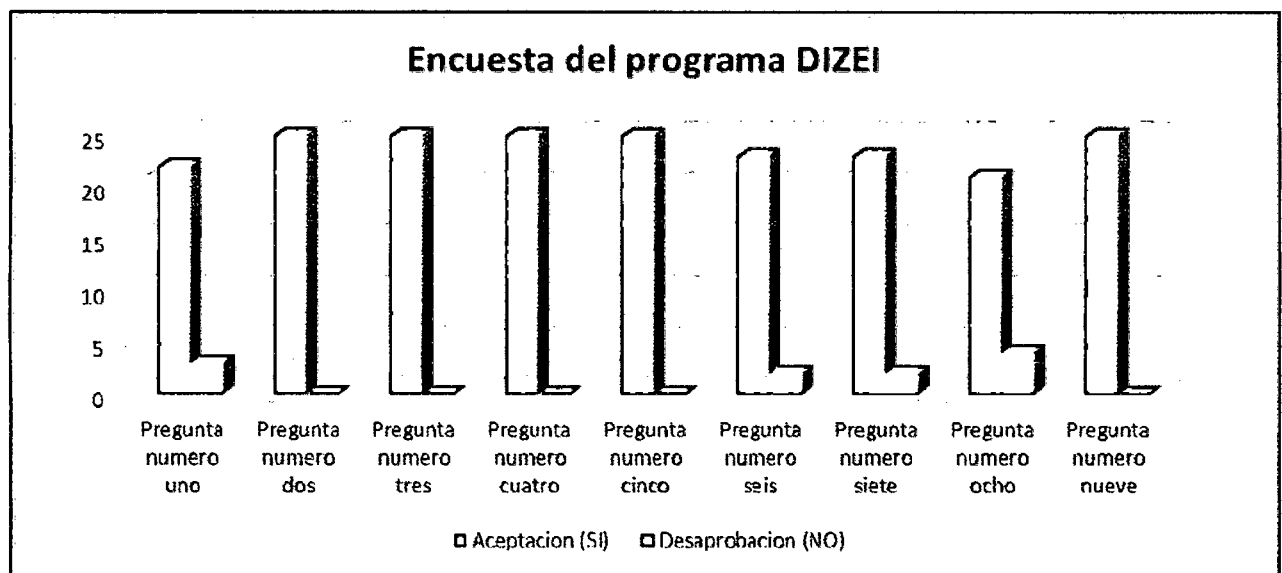 Encuesta del programa DIZEI
25
20
15
10
5
0
Pregunta numero uno
Pregunta numero dos
Pregunta numero tres
Pregunta numero cuatro
Pregunta numero cinco
Pregunta numero seis
Pregunta numero siete
Pregunta numero ocho
Pregunta numero nueve
Aceptacion (SI) Desaprobacion (NO)